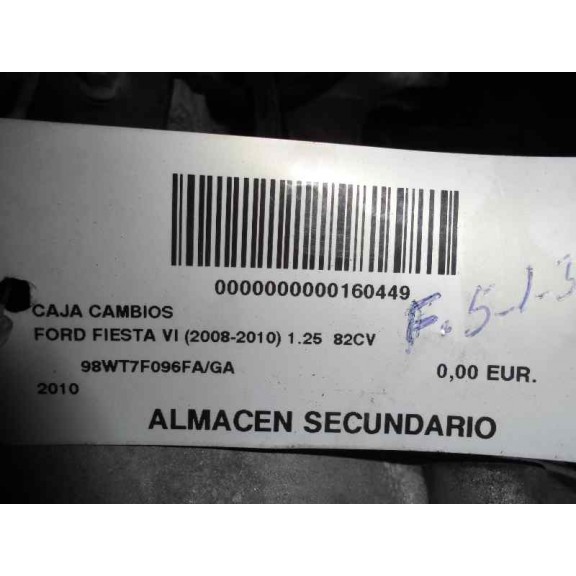 0000000000160449
CAJA CAMBIOS
FORD FIESTA VI (2008-2010) 1.25 82CV
F. 5-1-3
98WT7F096FA/GA
0,00 EUR.
2010
ALMACEN SECUNDARIO